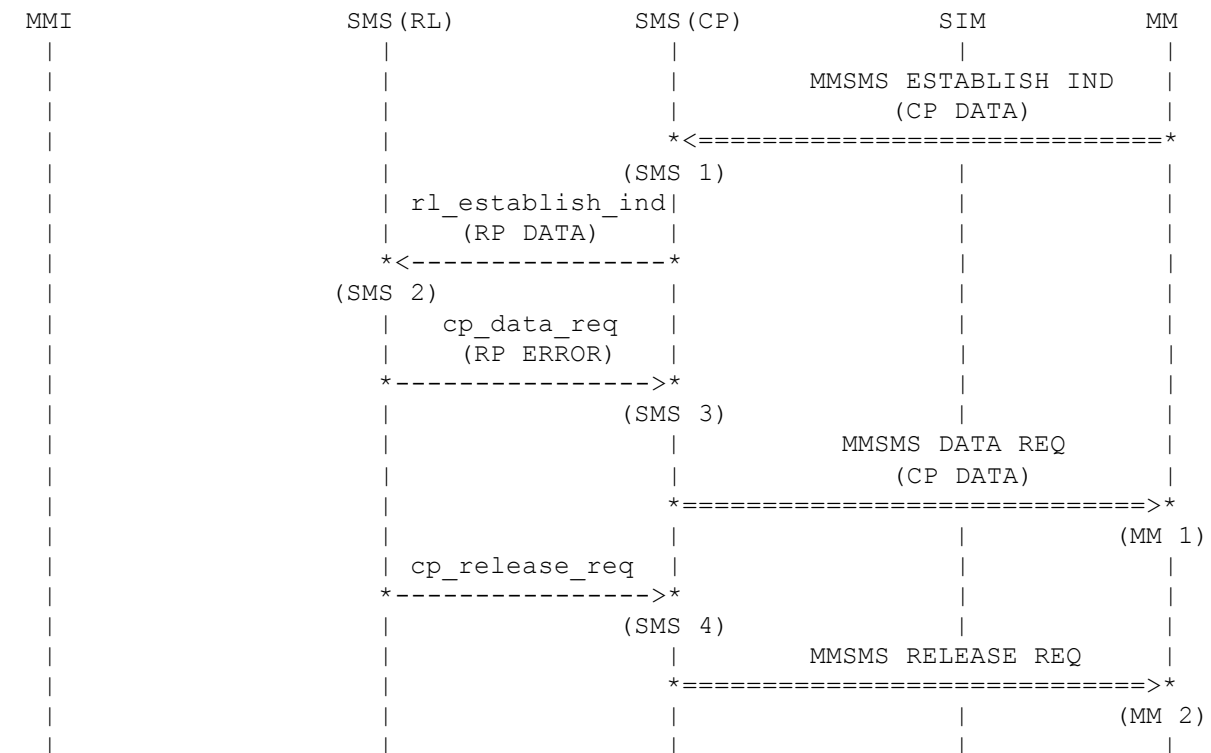 MMI SMS(RL) SMS(CP) SIM MM
MMSMS ESTABLISH IND
(CP DATA)
*<=============================*
(SMS 1)
rl_establish_ind
(RP DATA)
*<----------------*
(SMS 2)
cp_data_req
(RP ERROR)
*---------------->*
(SMS 3)
MMSMS DATA REQ
(CP DATA)
*=============================>*
(MM 1)
cp_release_req
*---------------->*
(SMS 4)
MMSMS RELEASE REQ
*=============================>*
(MM 2)